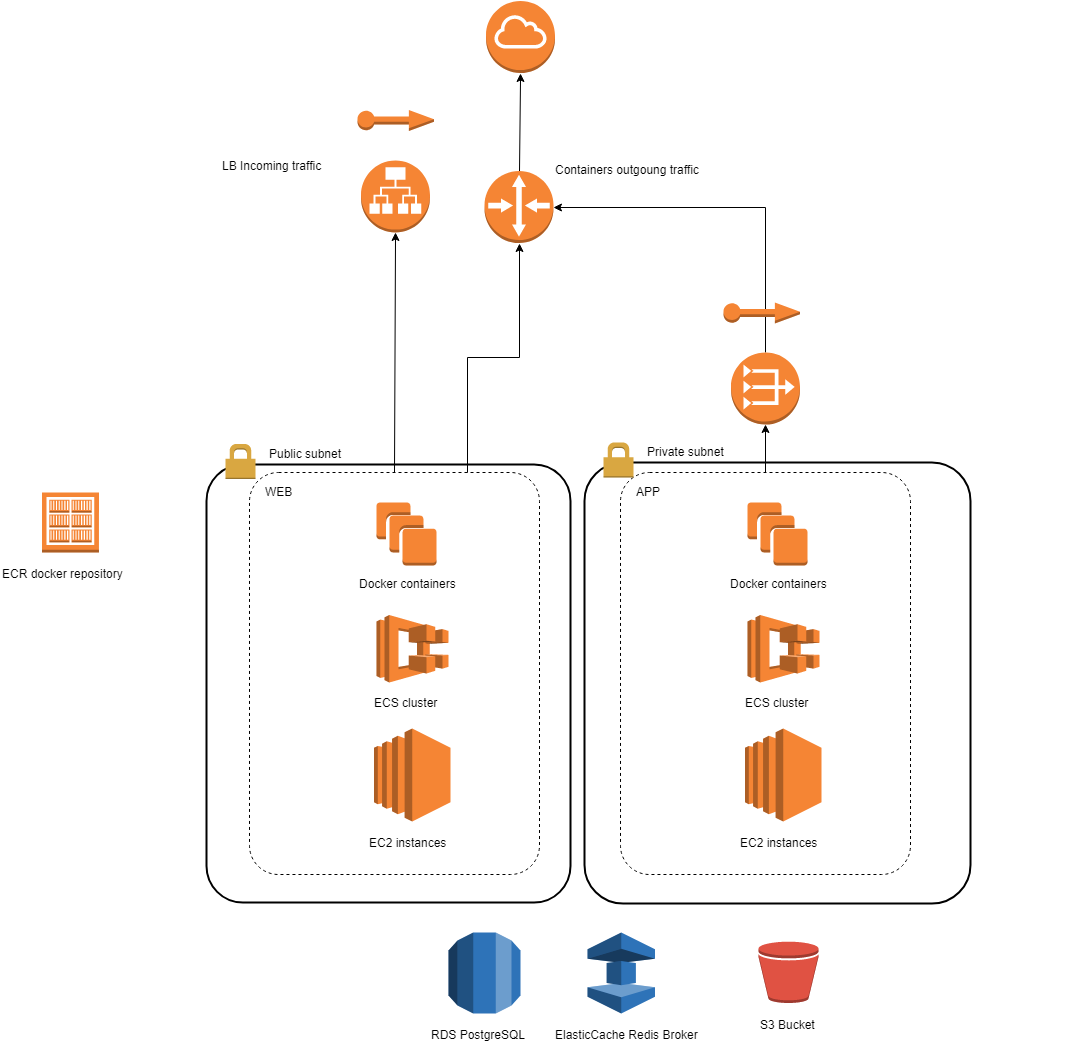 LB Incoming traffic
Containers outgoung traffic
Public subnet
Private subnet
WEB
APP
ECR docker repository
Docker containers
Docker containers
ECS cluster
ECS cluster
EC2 instances
EC2 instances
RDS PostgreSQL
ElasticCache Redis Broker
S3 Bucket